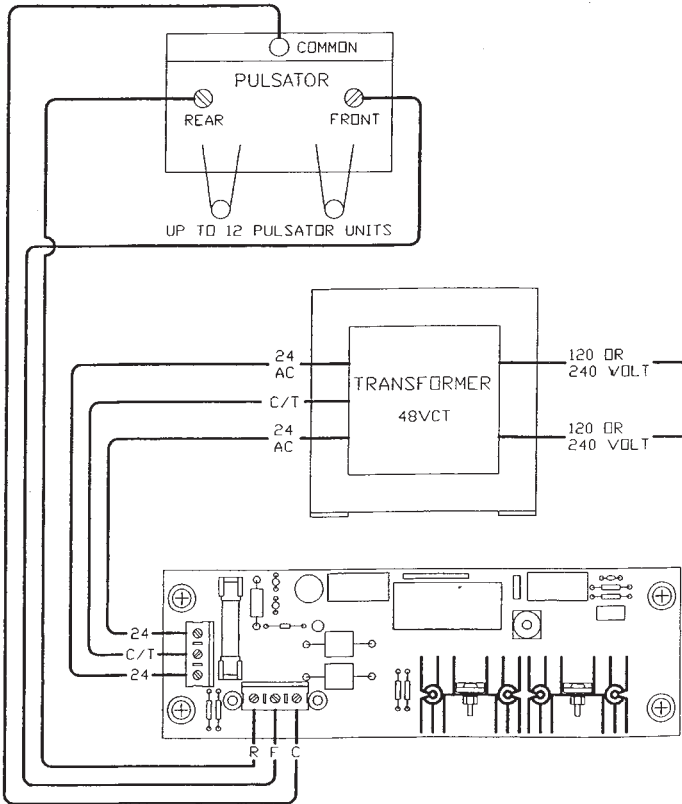 COMMON
PULSATOR
REAR
FRONT
UP TO 12 PULSATOR UNITS
24
AC
120 OR
240 VOLT
TRANSFORMER
C/T
48VCT
24
AC
120 OR
240 VOLT
24
C/T
24
R F C